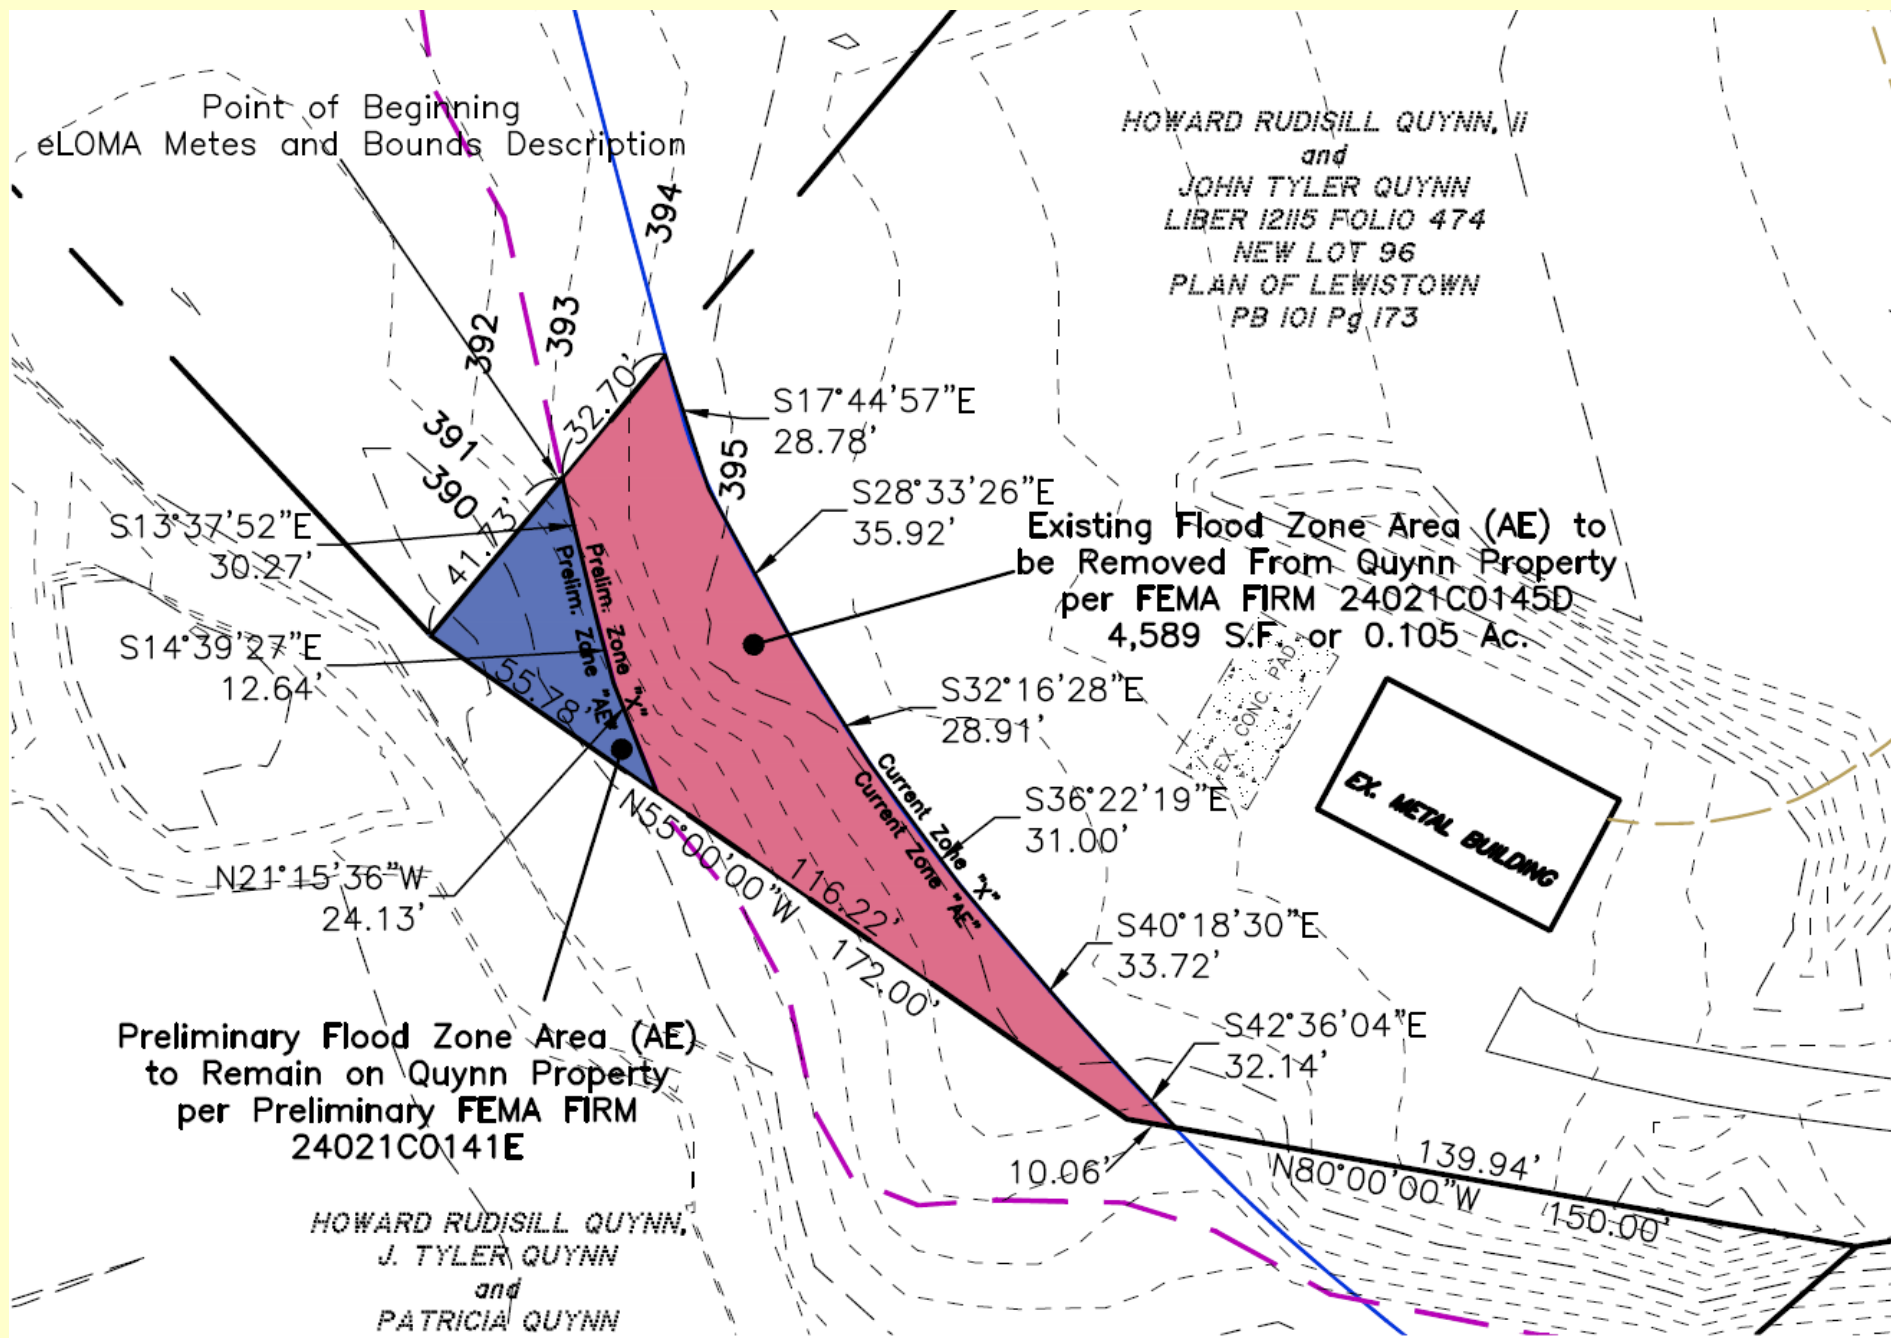 Point of Beginning
eLOMA Metes and Bounds Description
HOWARD RUDISILL QUYNN, II
and
JOHN TYLER QUYNN
LIBER 12115 FOLIO 474
NEW LOT 96
PLAN OF LEWISTOWN
PB 101 Pg 173
394
393
392
391
390
395
32.70'
41.73'
55.78'
S17°44'57"E
28.78'
S28°33'26"E
35.92'
Existing Flood Zone Area (AE) to
be Removed From Quynn Property
per FEMA FIRM 24021C0145D
4,589 S.F. or 0.105 Ac.
S13°37'52"E
30.27'
S14°39'27"E
12.64'
Prelim. Zone "X"
Prelim. Zone "AE"
S32°16'28"E
28.91'
EX. CONC. PAD
EX. METAL BUILDING
Current Zone "X"
Current Zone "AE"
S36°22'19"E
31.00'
N21°15'36"W
24.13'
N55°00'00"W
116.22'
172.00'
S40°18'30"E
33.72'
S42°36'04"E
32.14'
Preliminary Flood Zone Area (AE)
to Remain on Quynn Property
per Preliminary FEMA FIRM
24021C0141E
10.06'
139.94'
N80°00'00"W
150.00'
HOWARD RUDISILL QUYNN,
J. TYLER QUYNN
and
PATRICIA QUYNN